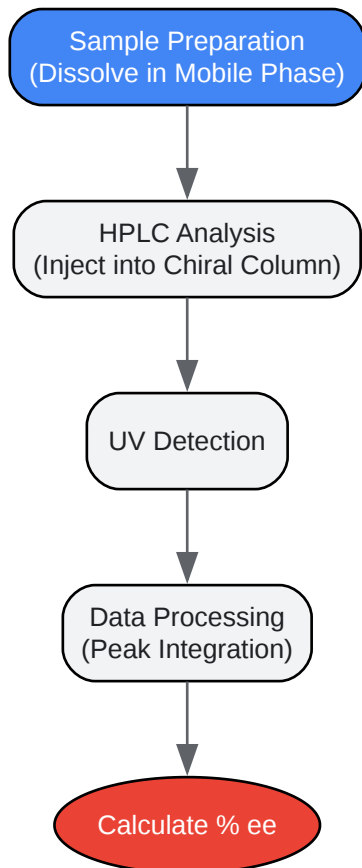 Sample Preparation
(Dissolve in Mobile Phase)
HPLC Analysis
(Inject into Chiral Column)
UV Detection
Data Processing
(Peak Integration)
Calculate % ee